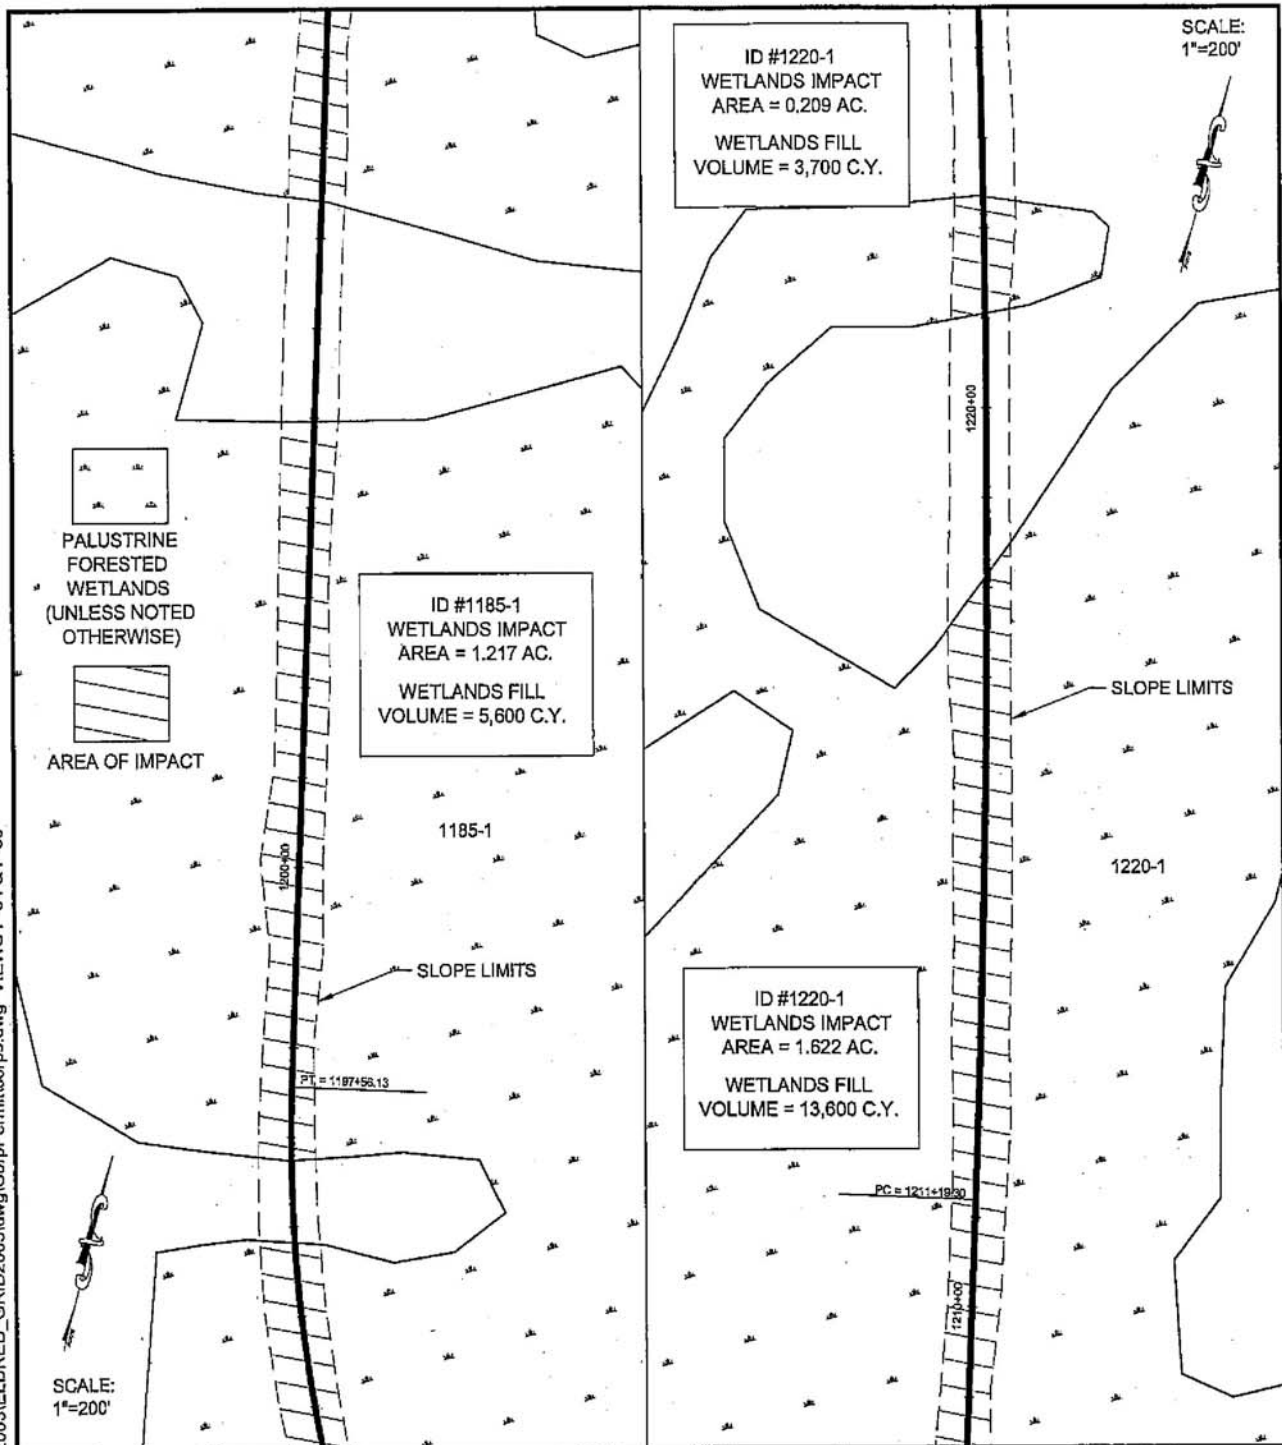 SCALE:
1"=200'
ID #1220-1
WETLANDS IMPACT
AREA = 0.209 AC.
WETLANDS FILL
VOLUME = 3,700 C.Y.
1220+00
PALUSTRINE
FORESTED
WETLANDS
(UNLESS NOTED
OTHERWISE)
AREA OF IMPACT
ID #1185-1
WETLANDS IMPACT
AREA = 1.217 AC.
WETLANDS FILL
VOLUME = 5,600 C.Y.
SLOPE LIMITS
1185-1
1200+00
1220-1
SLOPE LIMITS
ID #1220-1
WETLANDS IMPACT
AREA = 1.622 AC.
WETLANDS FILL
VOLUME = 13,600 C.Y.
PT = 1197+56.13
PC = 1211+19.30
1210+00
SCALE:
1"=200'